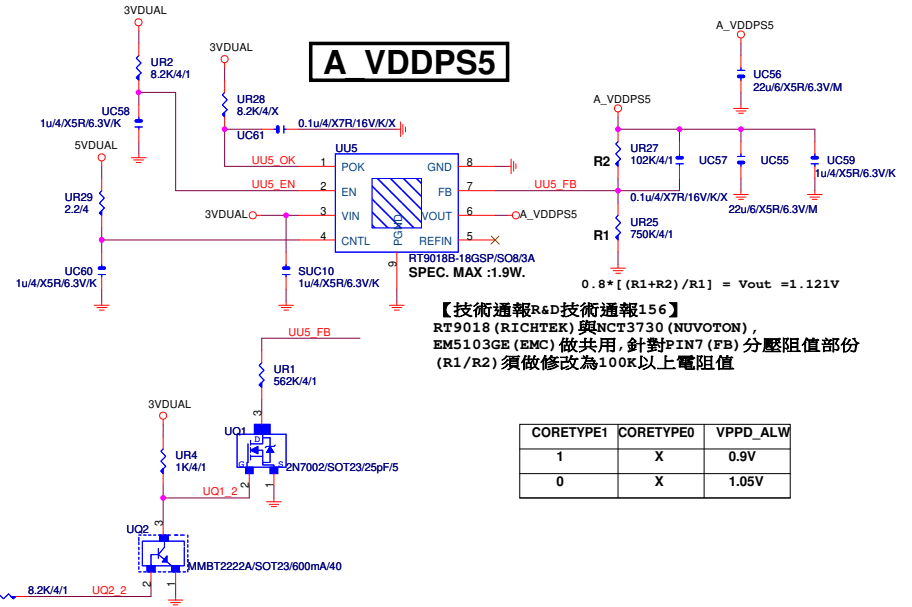 A_VDDPS5
3VDUAL
UR2
8.2K/4/1
UC58
1u/4/X5R/6.3V/K
5VDUAL
UR29
2.2/4
UC60
1u/4/X5R/6.3V/K
3VDUAL
UR28
8.2K/4/X
UC61
0.1u/4/X7R/16V/K/X
UU5_OK
UU5_EN
3VDUAL
SUC10
1u/4/X5R/6.3V/K
UU5
1
POK
2
EN
3
VIN
4
CNTL
GND
8
FB
7
VOUT
6
REFIN
5
PGND
9
RT9018B-18GSP/SO8/3A
SPEC. MAX :1.9W.
UU5_FB
A_VDDPS5
A_VDDPS5
UC56
22u/6/X5R/6.3V/M
A_VDDPS5
R2
UR27
102K/4/1
UC57
0.1u/4/X7R/16V/K/X
UC55
22u/6/X5R/6.3V/M
UC59
1u/4/X5R/6.3V/K
R1
UR25
750K/4/1
0.8*[(R1+R2)/R1] = Vout =1.121V
【技術通報R&D技術通報156】
RT9018(RICHTEK)與NCT3730(NUVOTON),
EM5103GE(EMC)做共用,針對PIN7(FB)分壓阻值部份
(R1/R2)須做修改為100K以上電阻值
UU5_FB
UR1
562K/4/1
3
UQ1
D
G
S
2N7002/SOT23/25pF/5
2
1
3VDUAL
UR4
1K/4/1
UQ1_2
3
UQ2
MMBT2222A/SOT23/600mA/40
2
1
8.2K/4/1
UQ2_2
CORETYPE1 CORETYPE0 VPPD_ALW
1 X 0.9V
0 X 1.05V